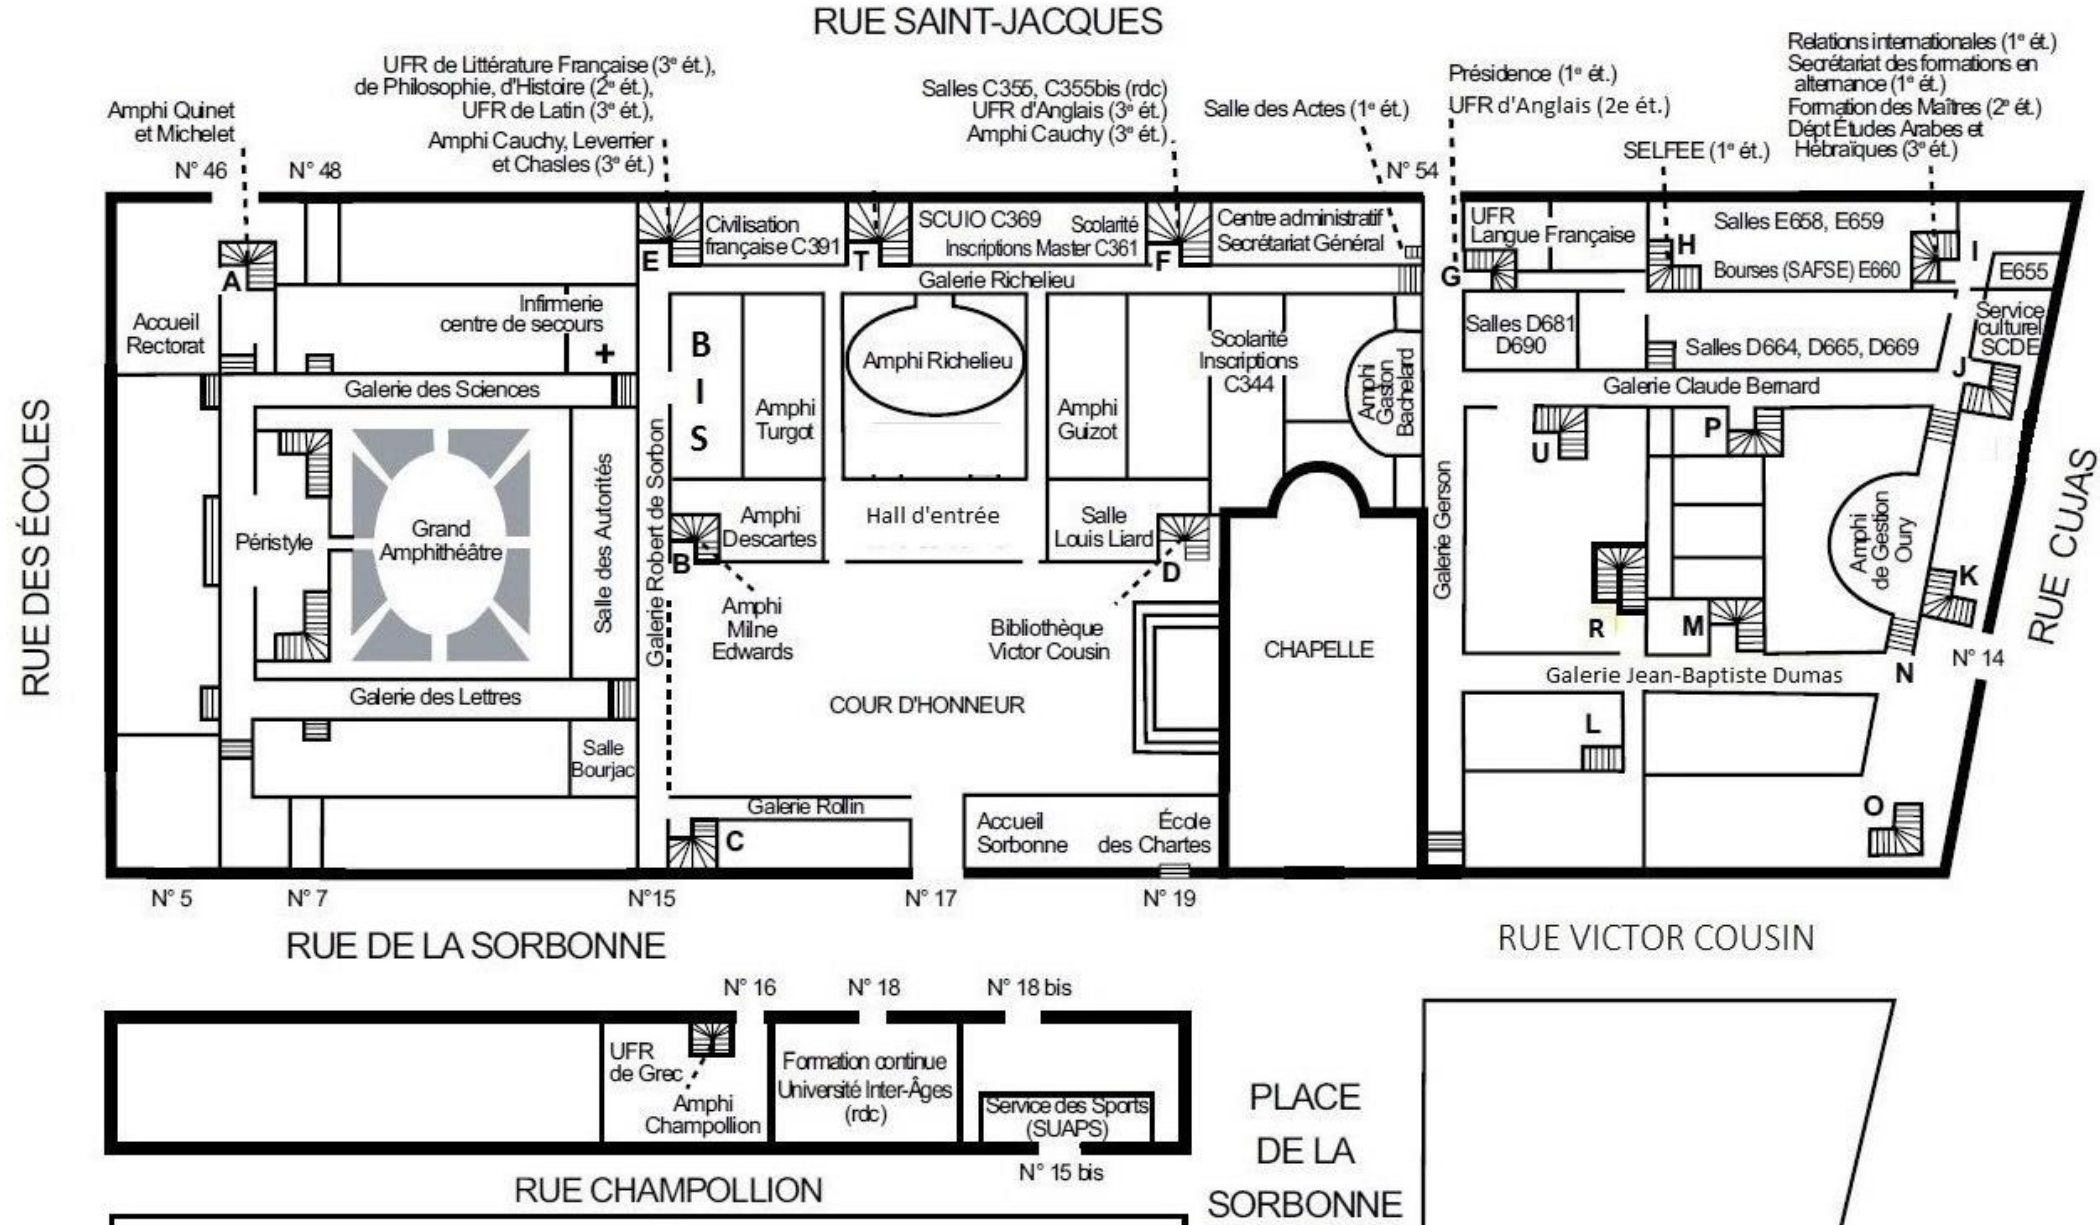 RUE SAINT-JACQUES
Amphi Quinet
et Michelet
UFR de Littérature Française (3e ét.),
de Philosophie, d'Histoire (2e ét.),
UFR de Latin (3e ét.),
Amphi Cauchy, Leverrier
et Chasles (3e ét.)
Salles C355, C355bis (rdc)
UFR d'Anglais (3e ét.)
Amphi Cauchy (3e ét.)
Salle des Actes (1e ét.)
Présidence (1e ét.)
UFR d'Anglais (2e ét.)
SELFEE (1e ét.)
Relations internationales (1e ét.)
Secrétariat des formations en
alternance (1e ét.)
Formation des Maîtres (2e ét.)
Dépt Études Arabes et
Hébraïques (3e ét.)
N° 46
N° 48
N° 54
A
E
Civilisation
française C391
T
SCUIO C369
Scolarité
Inscriptions Master C361
F
Centre administratif
Secrétariat Général
G
UFR
Langue Française
H
Salles E658, E659
Bourses (SAFSE) E660
I
E655
Galerie Richelieu
Accueil
Rectorat
Infirmerie
centre de secours
+
B
I
S
Amphi
Turgot
Amphi Richelieu
Amphi
Guizot
Scolarité
Inscriptions
C344
Amphi
Gaston
Bachelard
Salles D681
D690
Salles D664, D665, D669
Service
culturel
SCDE
J
Galerie des Sciences
Galerie Claude Bernard
RUE DES ÉCOLES
Péristyle
Grand
Amphithéâtre
Salle des Autorités
Galerie Robert de Sorbon
B
Amphi
Descartes
Hall d'entrée
Salle
Louis Liard
D
Galerie Gerson
U
P
Amphi
de Gestion
Oury
K
RUE CUJAS
Amphi
Milne
Edwards
Bibliothèque
Victor Cousin
CHAPELLE
R
M
N
N° 14
Galerie Jean-Baptiste Dumas
Galerie des Lettres
COUR D'HONNEUR
L
Salle
Bourjac
Galerie Rollin
C
Accueil
Sorbonne
École
des Chartes
O
N° 5
N° 7
N°15
N° 17
N° 19
RUE DE LA SORBONNE
RUE VICTOR COUSIN
N° 16
N° 18
N° 18 bis
UFR
de Grec
Amphi
Champollion
Formation continue
Université Inter-Âges
(rdc)
Service des Sports
(SUAPS)
N° 15 bis
RUE CHAMPOLLION
PLACE
DE LA
SORBONNE